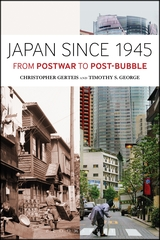 JAPAN SINCE 1945
FROM POSTWAR TO POST-BUBBLE
CHRISTOPHER GERTEIS AND TIMOTHY S. GEORGE